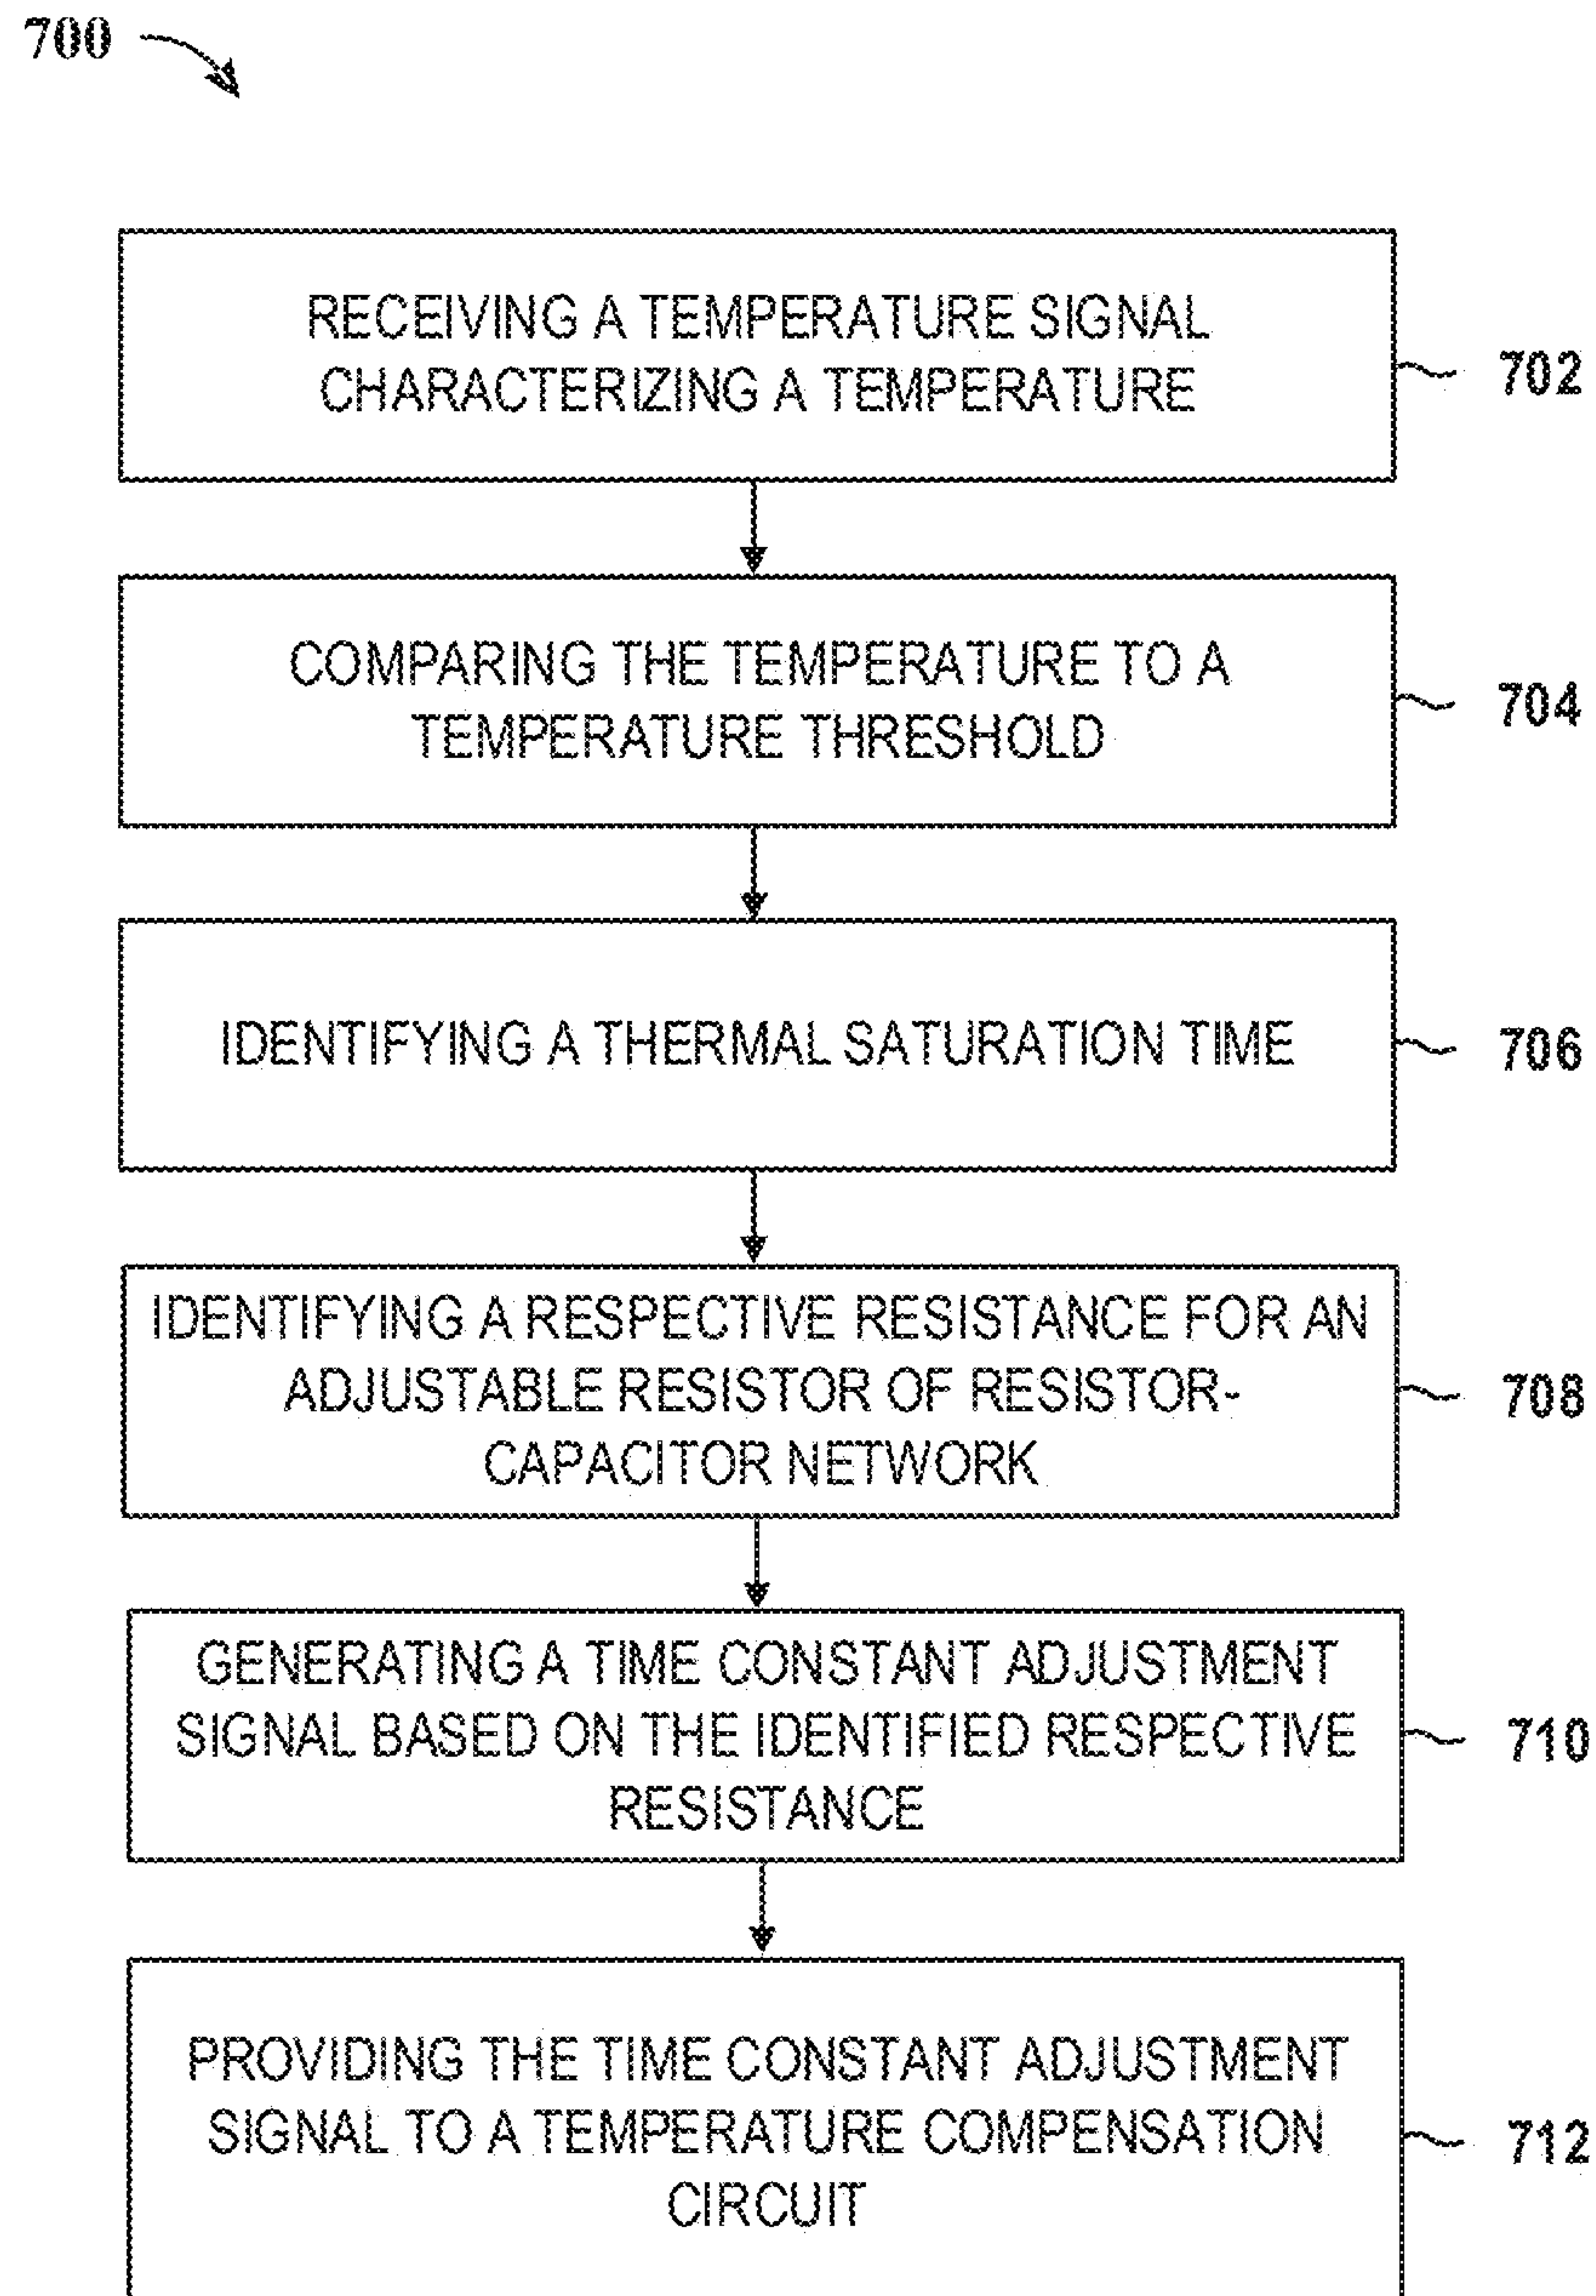 700
RECEIVING A TEMPERATURE SIGNAL
CHARACTERIZING A TEMPERATURE
702
COMPARING THE TEMPERATURE TO A
TEMPERATURE THRESHOLD
704
IDENTIFYING A THERMAL SATURATION TIME
706
IDENTIFYING A RESPECTIVE RESISTANCE FOR AN
ADJUSTABLE RESISTOR OF RESISTOR-
CAPACITOR NETWORK
708
GENERATING A TIME CONSTANT ADJUSTMENT
SIGNAL BASED ON THE IDENTIFIED RESPECTIVE
RESISTANCE
710
PROVIDING THE TIME CONSTANT ADJUSTMENT
SIGNAL TO A TEMPERATURE COMPENSATION
CIRCUIT
712